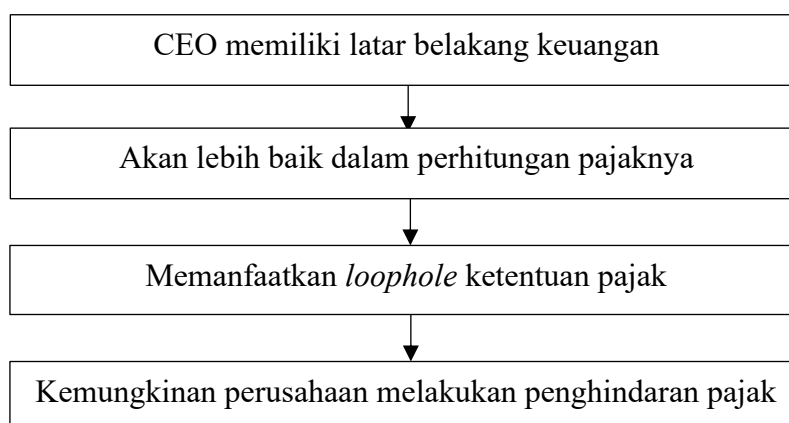 CEO memiliki latar belakang keuangan
Akan lebih baik dalam perhitungan pajaknya
Memanfaatkan loophole ketentuan pajak
Kemungkinan perusahaan melakukan penghindaran pajak